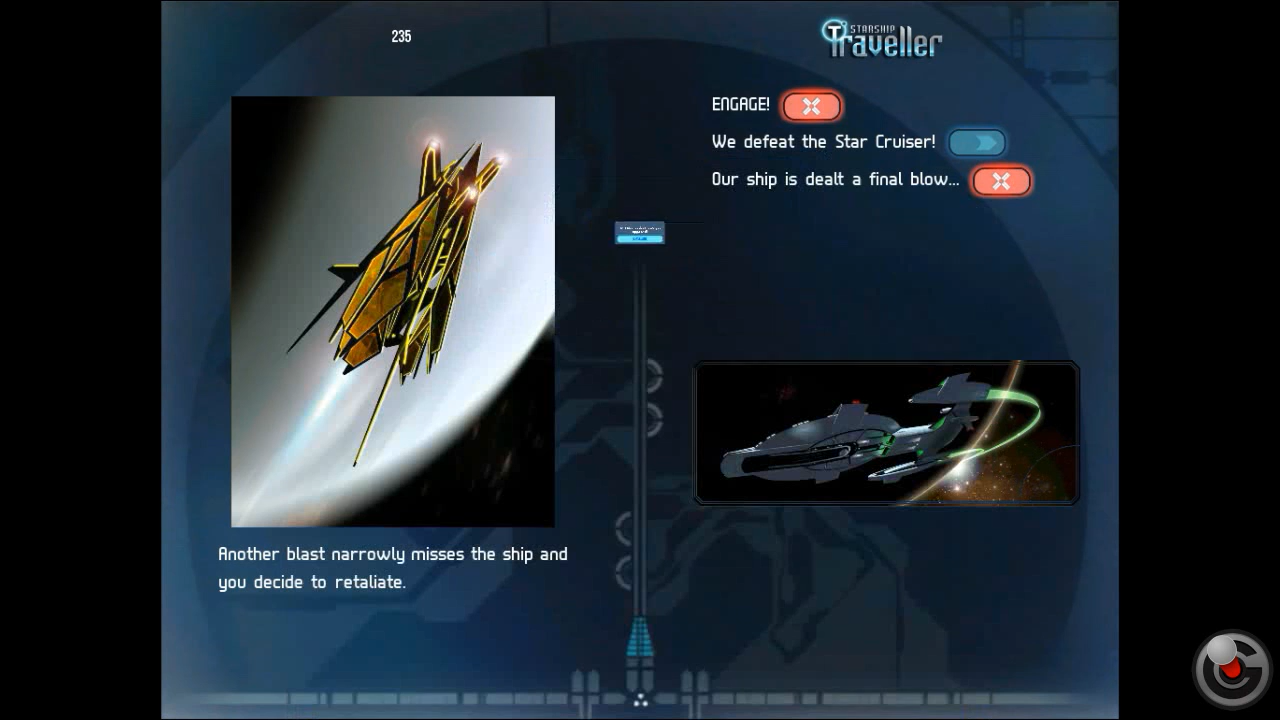 235
STARSHIP
Traveller
ENGAGE!
We defeat the Star Cruiser!
Our ship is dealt a final blow...
Another blast narrowly misses the ship and
you decide to retaliate.